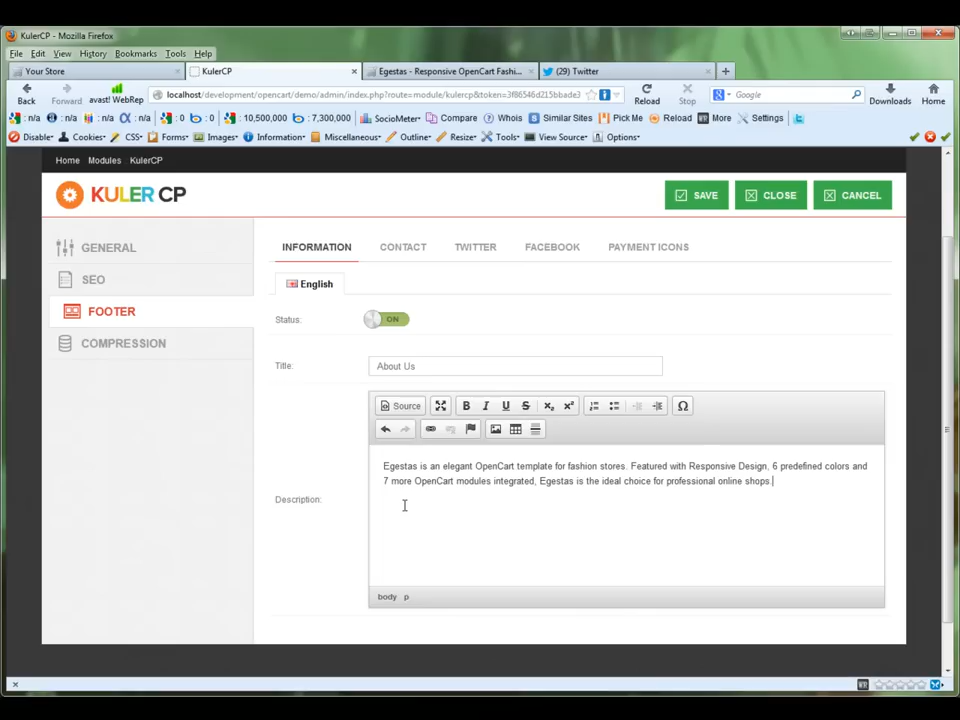 KulerCP - Mozilla Firefox
File Edit View History Bookmarks Tools Help
Your Store KulerCP Egestas - Responsive OpenCart Fashi... (29) Twitter
Back Forward avast! WebRep localhost/development/opencart/demo/admin/index.php?route=module/kulercp&token=3f86546d215bbade3 Google Reload Stop Downloads Home
: n/a : n/a : n/a : n/a : 0 : 0 : 10,500,000 : 7,300,000 SocioMeter Compare Whois Similar Sites Pick Me Reload More Settings
Disable Cookies CSS Forms Images Information Miscellaneous Outline Resize Tools View Source Options
Home Modules KulerCP
KULER CP SAVE CLOSE CANCEL
GENERAL INFORMATION CONTACT TWITTER FACEBOOK PAYMENT ICONS
SEO English
FOOTER Status: ON
COMPRESSION
Title: About Us
Source B I U S x₂ x² Ω
Egestas is an elegant OpenCart template for fashion stores. Featured with Responsive Design, 6 predefined colors and
7 more OpenCart modules integrated, Egestas is the ideal choice for professional online shops.
Description:
body p